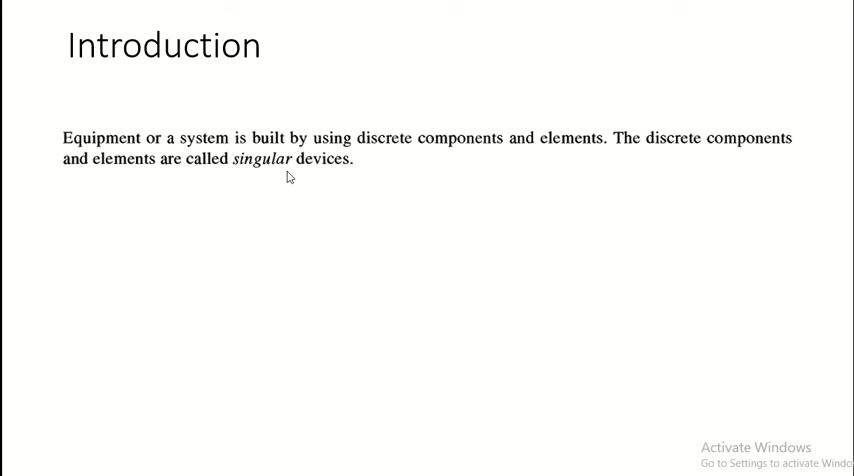 Introduction
Equipment or a system is built by using discrete components and elements. The discrete components
and elements are called singular devices.
Activate Windows
Go to Settings to activate Windo